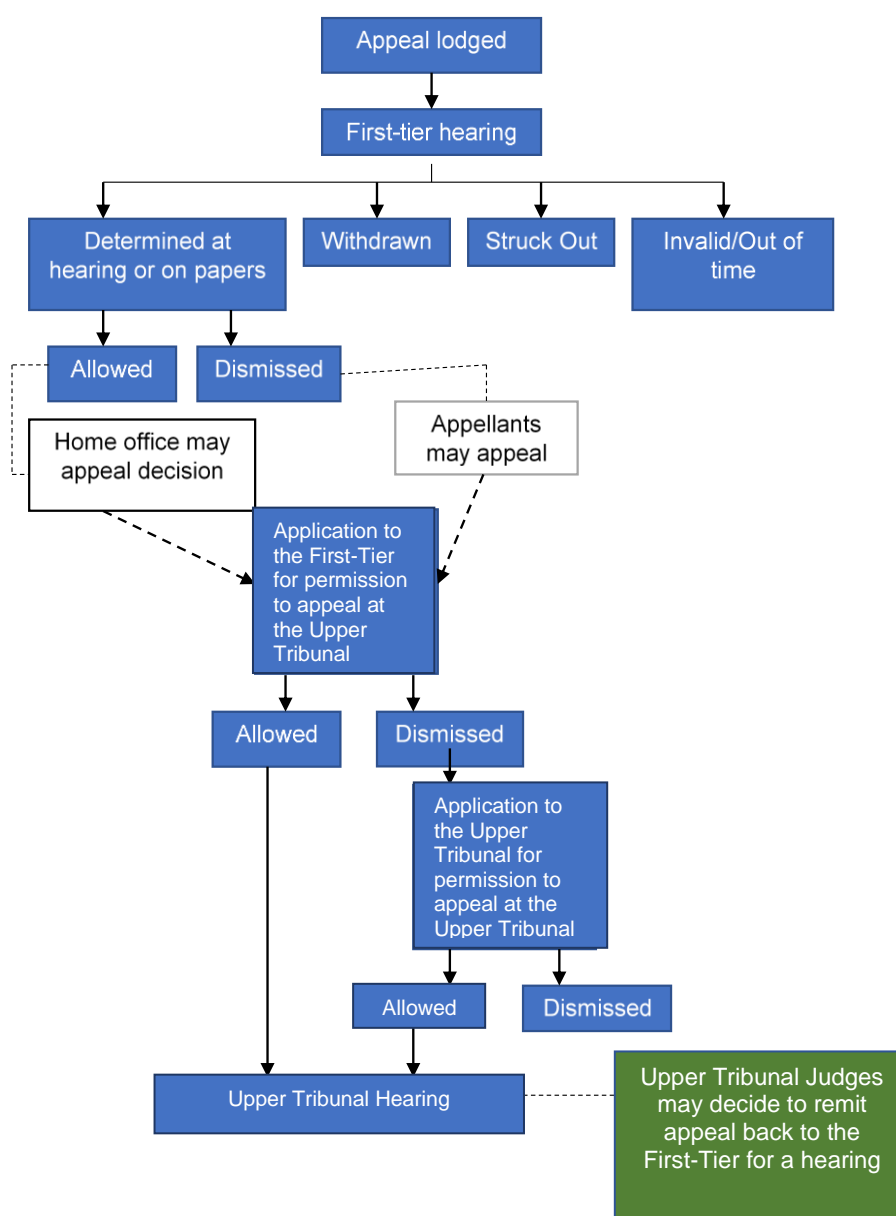 Appeal lodged
First-tier hearing
Determined at
hearing or on papers
Withdrawn
Struck Out
Invalid/Out of
time
Allowed
Dismissed
Home office may
appeal decision
Appellants
may appeal
Application to
the First-Tier
for permission
to appeal at
the Upper
Tribunal
Allowed
Dismissed
Application to
the Upper
Tribunal for
permission to
appeal at the
Upper Tribunal
Allowed
Dismissed
Upper Tribunal Hearing
Upper Tribunal Judges
may decide to remit
appeal back to the
First-Tier for a hearing